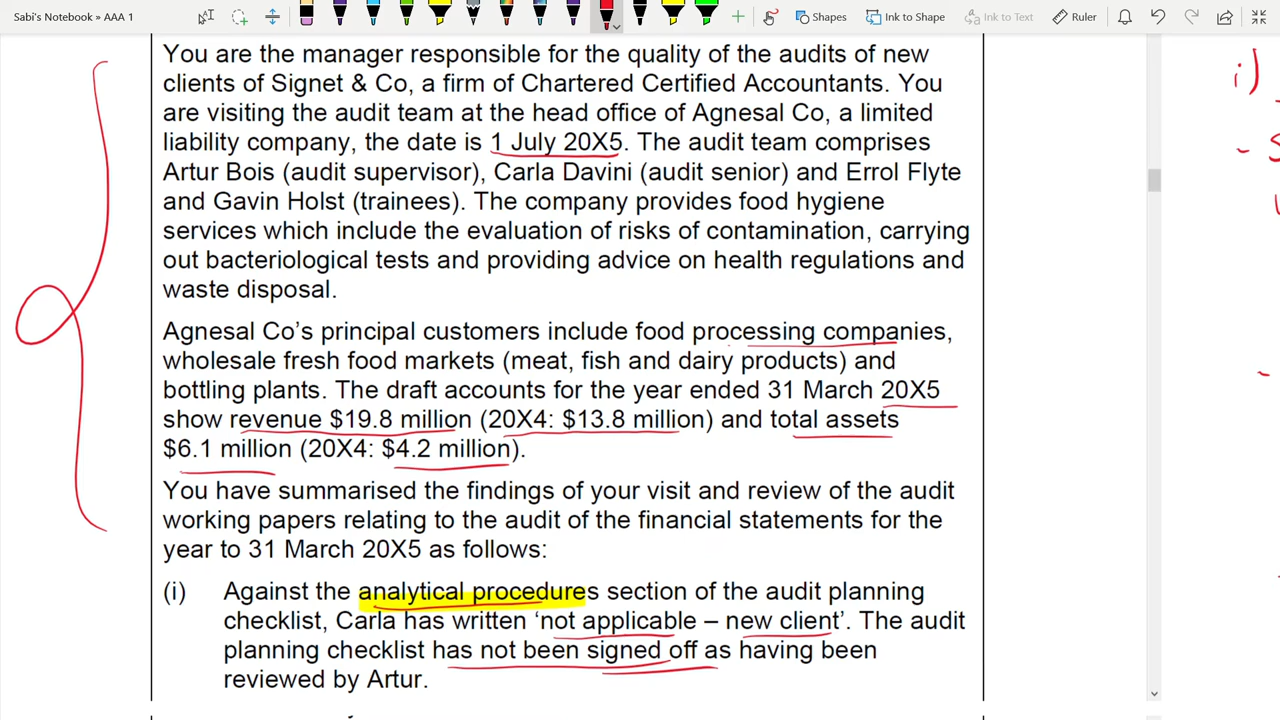 Sabi's Notebook » AAA 1
Shapes
Ink to Shape
Ink to Text
Ruler
You are the manager responsible for the quality of the audits of new
clients of Signet & Co, a firm of Chartered Certified Accountants. You
are visiting the audit team at the head office of Agnesal Co, a limited
liability company, the date is 1 July 20X5. The audit team comprises
Artur Bois (audit supervisor), Carla Davini (audit senior) and Errol Flyte
and Gavin Holst (trainees). The company provides food hygiene
services which include the evaluation of risks of contamination, carrying
out bacteriological tests and providing advice on health regulations and
waste disposal.
Agnesal Co's principal customers include food processing companies,
wholesale fresh food markets (meat, fish and dairy products) and
bottling plants. The draft accounts for the year ended 31 March 20X5
show revenue $19.8 million (20X4: $13.8 million) and total assets
$6.1 million (20X4: $4.2 million).
You have summarised the findings of your visit and review of the audit
working papers relating to the audit of the financial statements for the
year to 31 March 20X5 as follows:
(i) Against the analytical procedures section of the audit planning
checklist, Carla has written 'not applicable – new client'. The audit
planning checklist has not been signed off as having been
reviewed by Artur.
i)